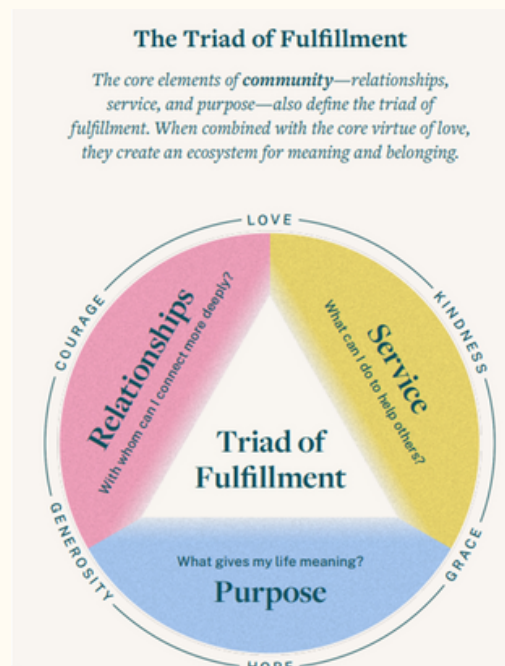 The Triad of Fulfillment
The core elements of community—relationships,
service, and purpose—also define the triad of
fulfillment. When combined with the core virtue of love,
they create an ecosystem for meaning and belonging.
LOVE
COURAGE
KINDNESS
Relationships
With whom can I connect more deeply?
Service
What can I do to help others?
Triad of
Fulfillment
What gives my life meaning?
Purpose
GENEROSITY
GRACE
HOPE